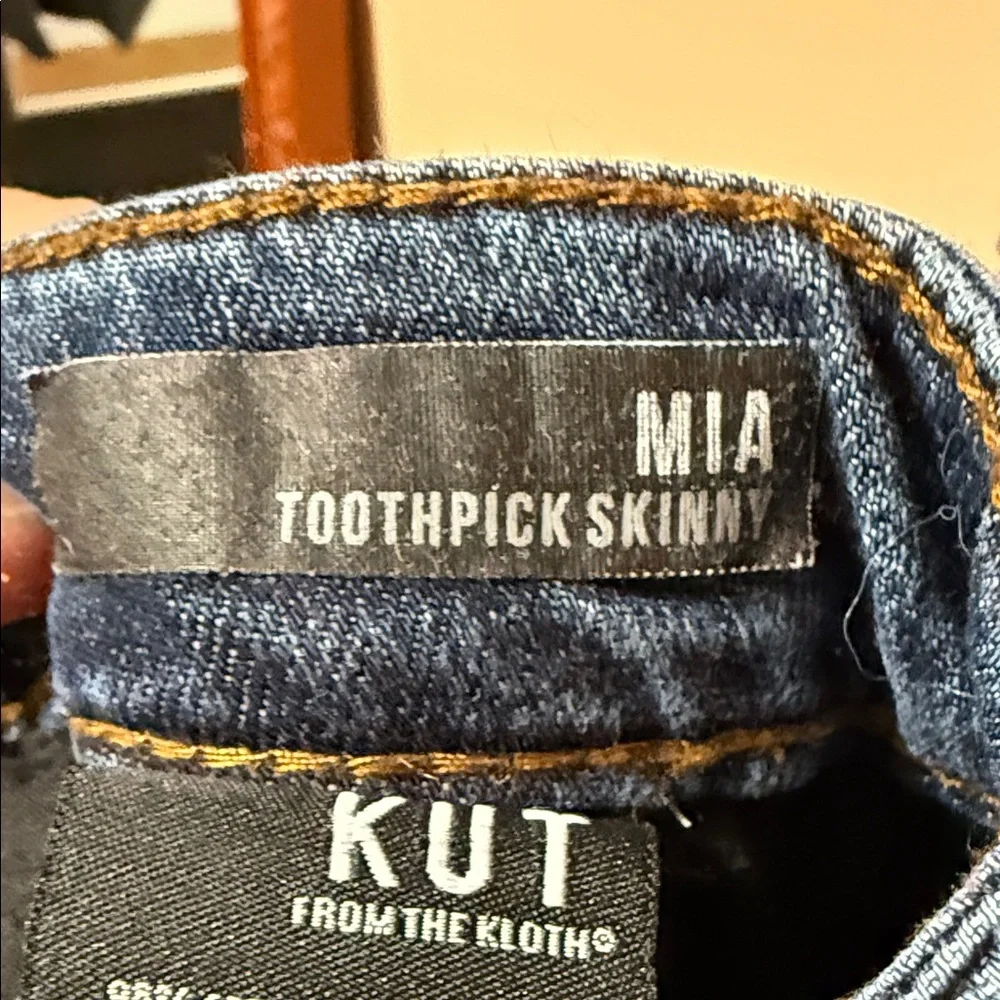 MIA
TOOTHPICK SKINNY
KUT
FROM THE KLOTH®